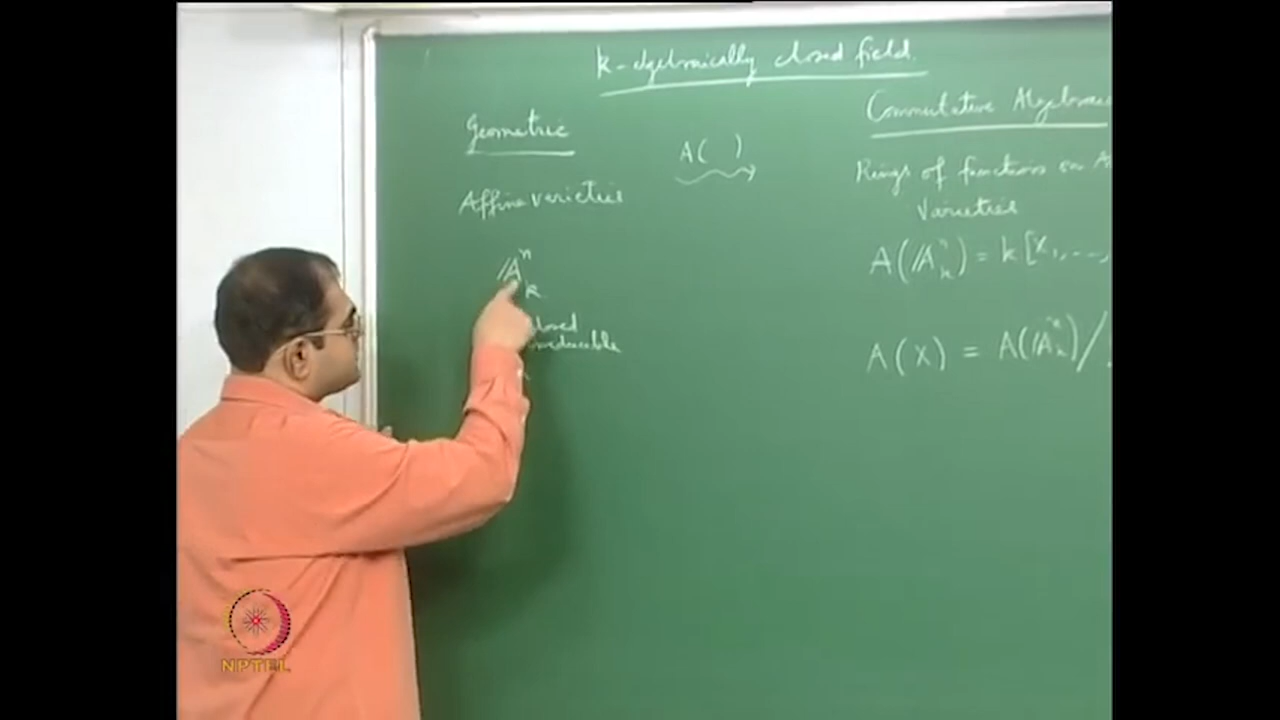 k - algebraically closed field.
Geometric
Affine varieties
𝔸ⁿₖ
closed
irreducible
A( )
Commutative Algebraic
Rings of functions on A
Varieties
A(𝔸ⁿₖ) = k[X₁, ---,
A(X) = A(𝔸ⁿₖ)/
NPTEL